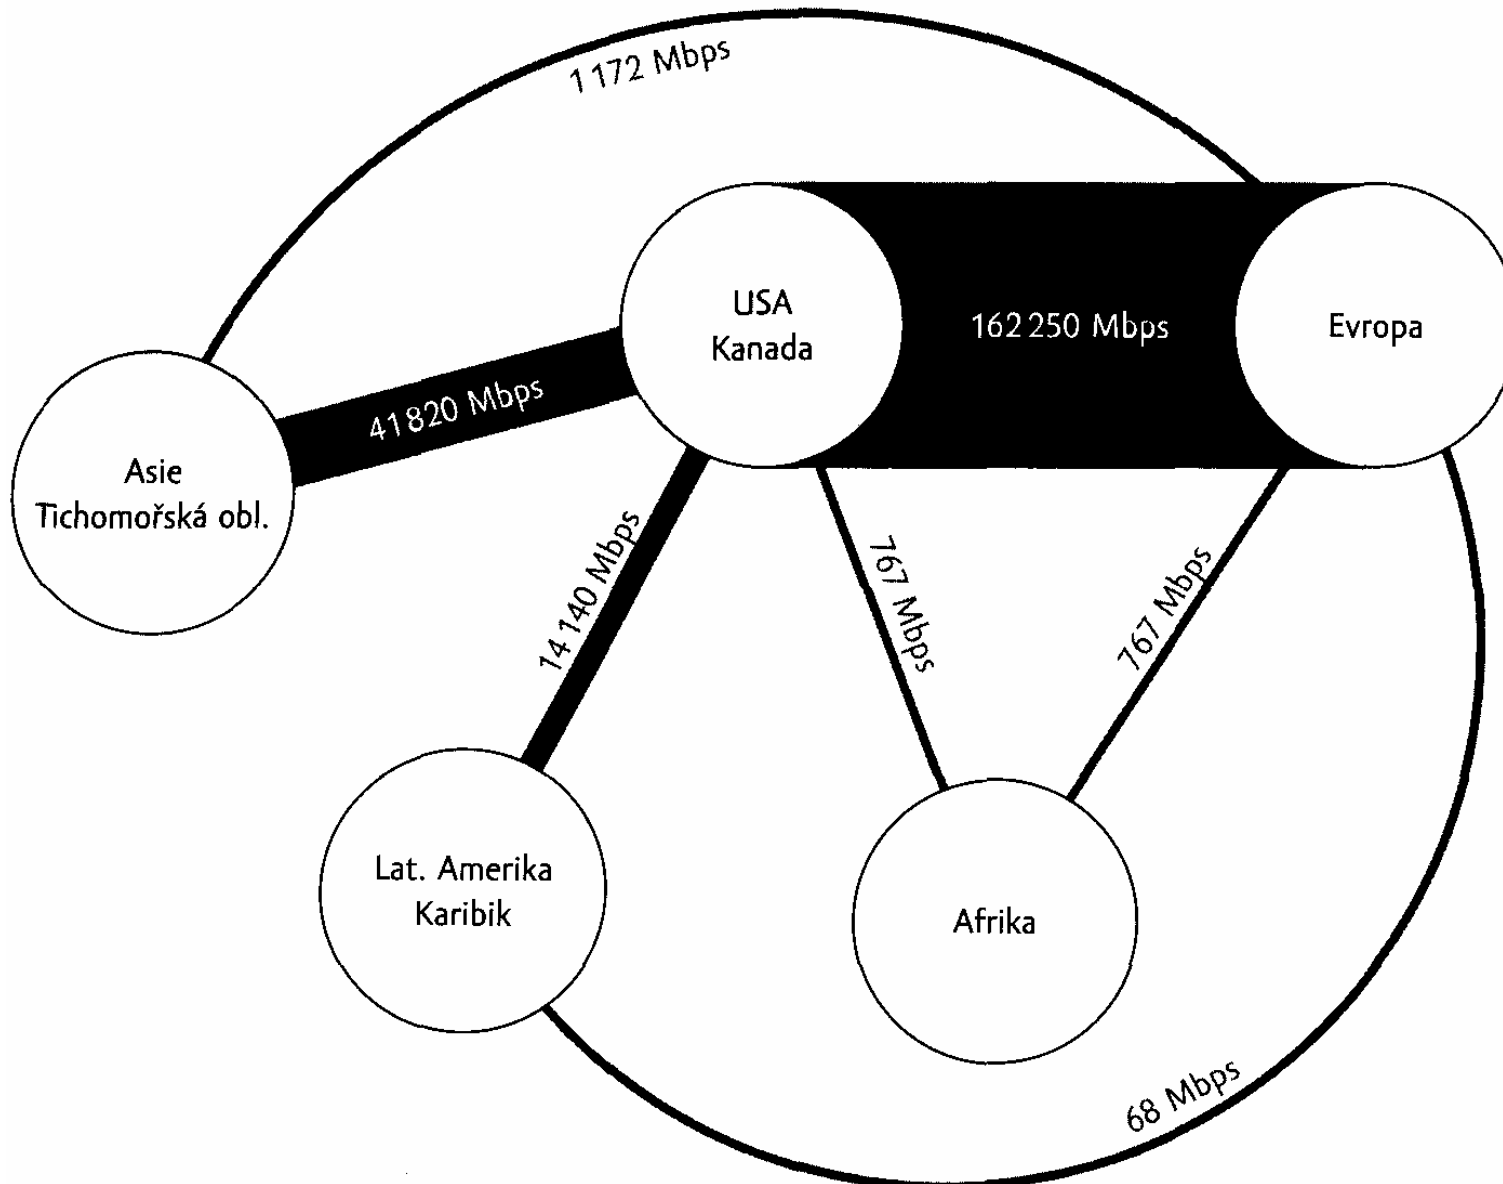 1 172 Mbps
USA
Kanada
162 250 Mbps
Evropa
41 820 Mbps
Asie
Tichomořská obl.
14 140 Mbps
767 Mbps
767 Mbps
Lat. Amerika
Karibik
Afrika
68 Mbps